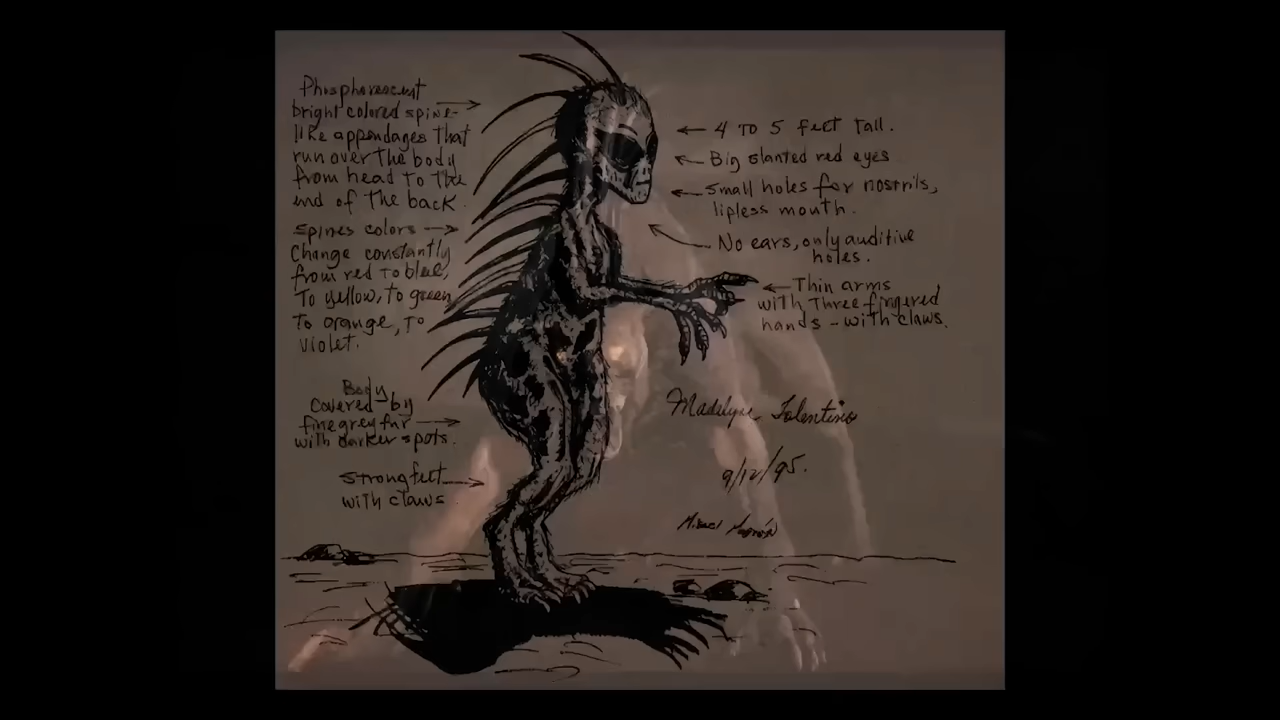 Phosphorescent
bright colored spine-
like appendages that
run over the body
from head to the
end of the back.
Spines colors
Change constantly
from red to blue,
to yellow, to green
to orange, to
violet.
Body
Covered by
fine grey fur
with darker spots.
Strong feet
with claws
4 TO 5 feet Tall.
Big slanted red eyes
Small holes for nostrils,
lipless mouth.
No ears, only auditive
holes.
Thin arms
with Three fingered
hands - with claws.
Madelyne Tolentino
9/12/95.